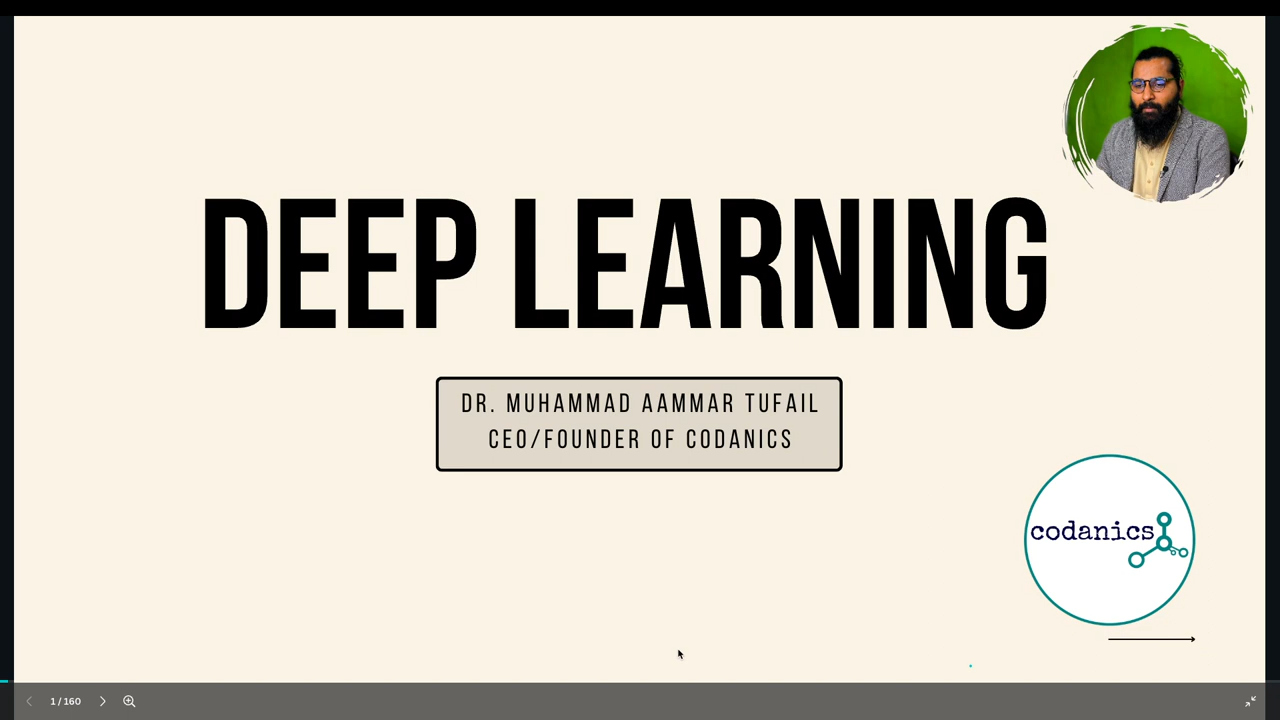 DEEP LEARNING
DR. MUHAMMAD AAMMAR TUFAIL
CEO/FOUNDER OF CODANICS
codanics
1 / 160